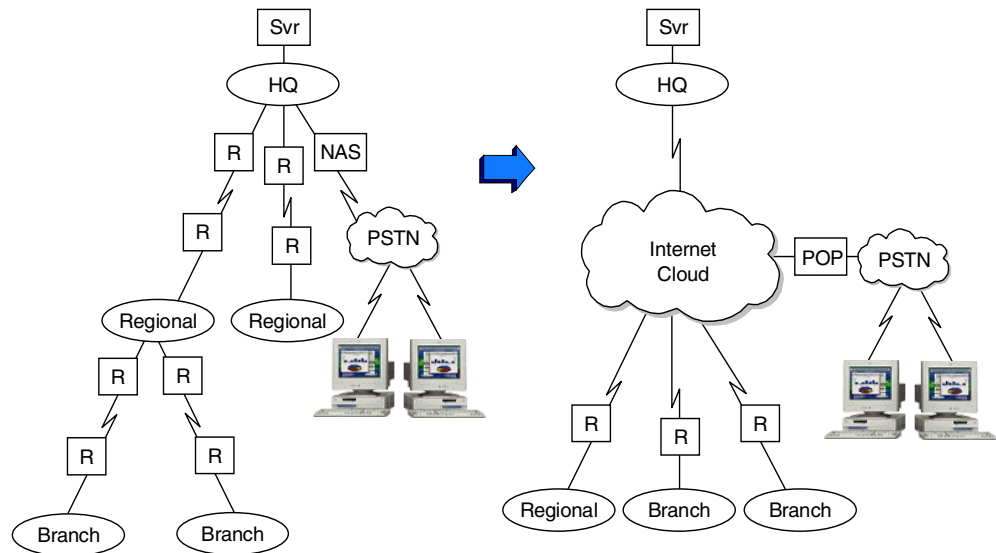 Svr
HQ
R
R
NAS
R
R
PSTN
Regional
Regional
R
R
R
R
Branch
Branch
Svr
HQ
Internet
Cloud
POP
PSTN
R
R
R
Regional
Branch
Branch